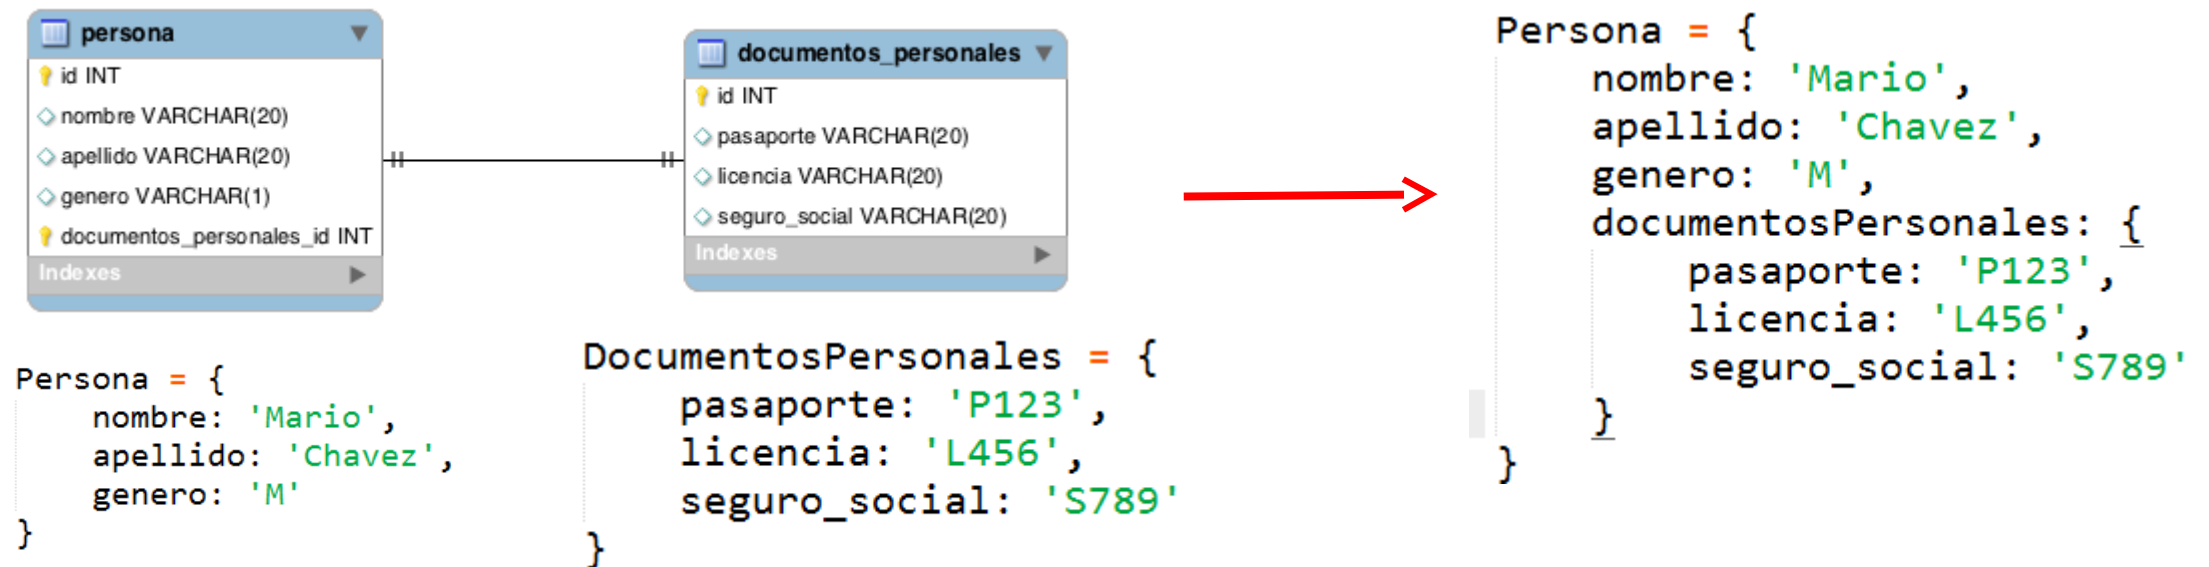 persona
id INT
nombre VARCHAR(20)
apellido VARCHAR(20)
genero VARCHAR(1)
documentos_personales_id INT
Indexes
documentos_personales
id INT
pasaporte VARCHAR(20)
licencia VARCHAR(20)
seguro_social VARCHAR(20)
Indexes
Persona = {
nombre: 'Mario',
apellido: 'Chavez',
genero: 'M'
}
DocumentosPersonales = {
pasaporte: 'P123',
licencia: 'L456',
seguro_social: 'S789'
}
Persona = {
nombre: 'Mario',
apellido: 'Chavez',
genero: 'M',
documentosPersonales: {
pasaporte: 'P123',
licencia: 'L456',
seguro_social: 'S789'
}
}